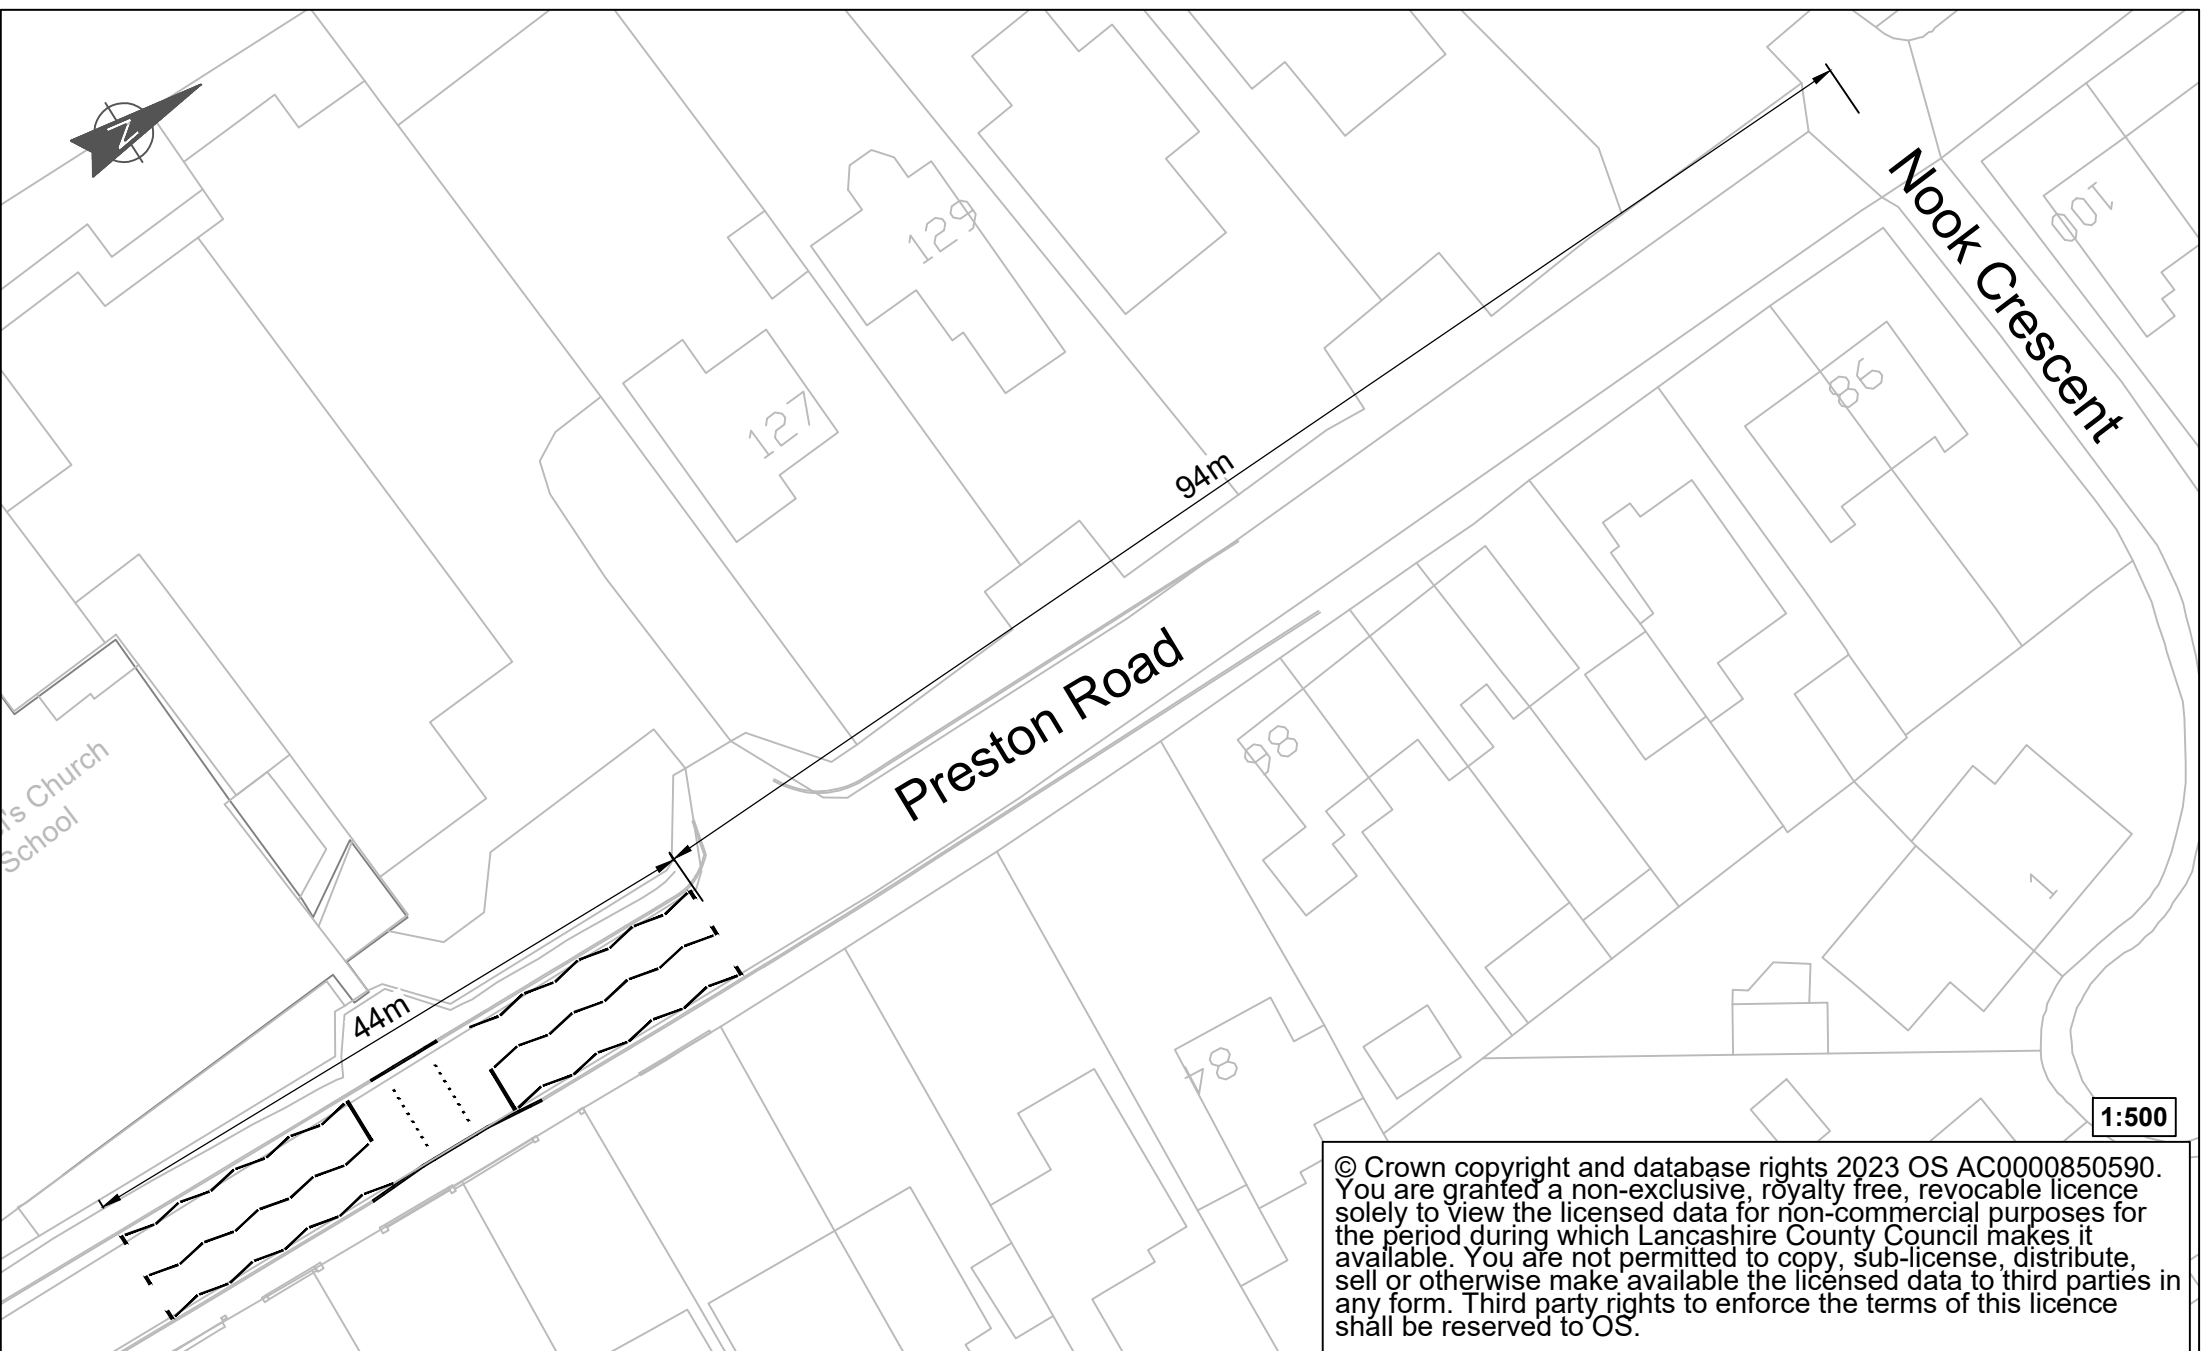 N
129
100
Nook Crescent
127
98
94m
Preston Road
86
's Church
School
1
44m
84
1:500
© Crown copyright and database rights 2023 OS AC0000850590.
You are granted a non-exclusive, royalty free, revocable licence
solely to view the licensed data for non-commercial purposes for
the period during which Lancashire County Council makes it
available. You are not permitted to copy, sub-license, distribute,
sell or otherwise make available the licensed data to third parties in
any form. Third party rights to enforce the terms of this licence
shall be reserved to OS.